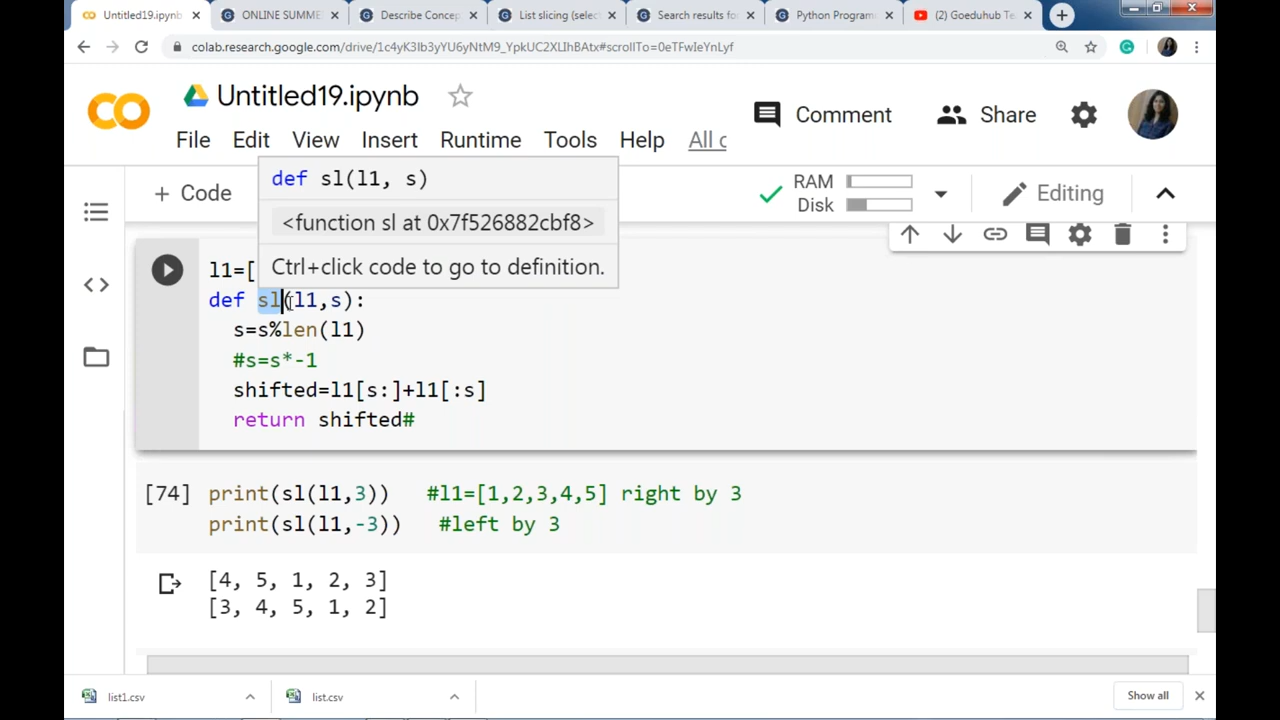 Untitled19.ipynb
ONLINE SUMME
Describe Concep
List slicing (selec
Search results fo
Python Program
(2) Goeduhub Te
colab.research.google.com/drive/1c4yK3Ib3yYU6yNtM9_YpkUC2XLIhBAtx#scrollTo=0eTFwIeYnLyf
Untitled19.ipynb
Comment
Share
File Edit View Insert Runtime Tools Help All c
+ Code
RAM
Disk
Editing
def sl(l1, s)
<function sl at 0x7f526882cbf8>
Ctrl+click code to go to definition.
l1=[
def sl(l1,s):
s=s%len(l1)
#s=s*-1
shifted=l1[s:]+l1[:s]
return shifted#
[74] print(sl(l1,3)) #l1=[1,2,3,4,5] right by 3
print(sl(l1,-3)) #left by 3
[4, 5, 1, 2, 3]
[3, 4, 5, 1, 2]
list1.csv
list.csv
Show all